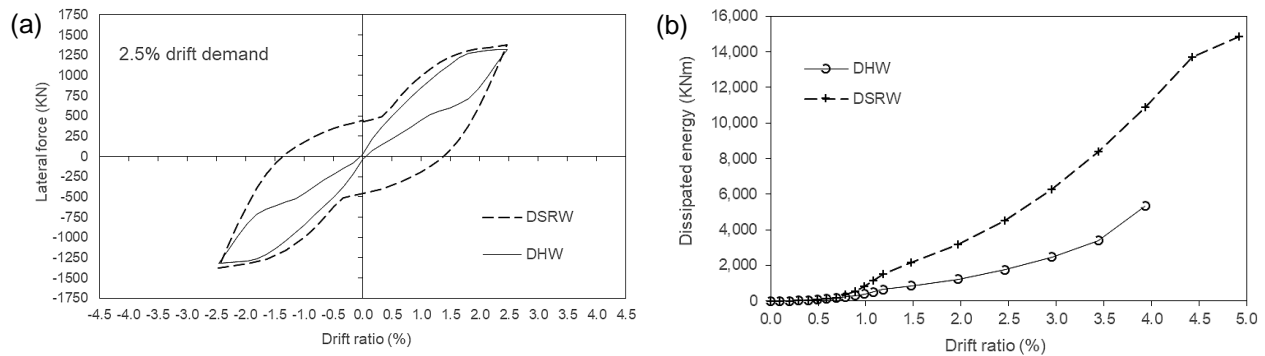 (a)
1750
1500
1250
1000
750
500
250
0
-250
-500
-750
-1000
-1250
-1500
-1750
Lateral force (KN)
2.5% drift demand
DSRW
DHW
-4.5 -4.0 -3.5 -3.0 -2.5 -2.0 -1.5 -1.0 -0.5 0.0 0.5 1.0 1.5 2.0 2.5 3.0 3.5 4.0 4.5
Drift ratio (%)
(b)
16,000
14,000
12,000
10,000
8,000
6,000
4,000
2,000
0
Dissipated energy (KNm)
DHW
DSRW
0.0 0.5 1.0 1.5 2.0 2.5 3.0 3.5 4.0 4.5 5.0
Drift ratio (%)